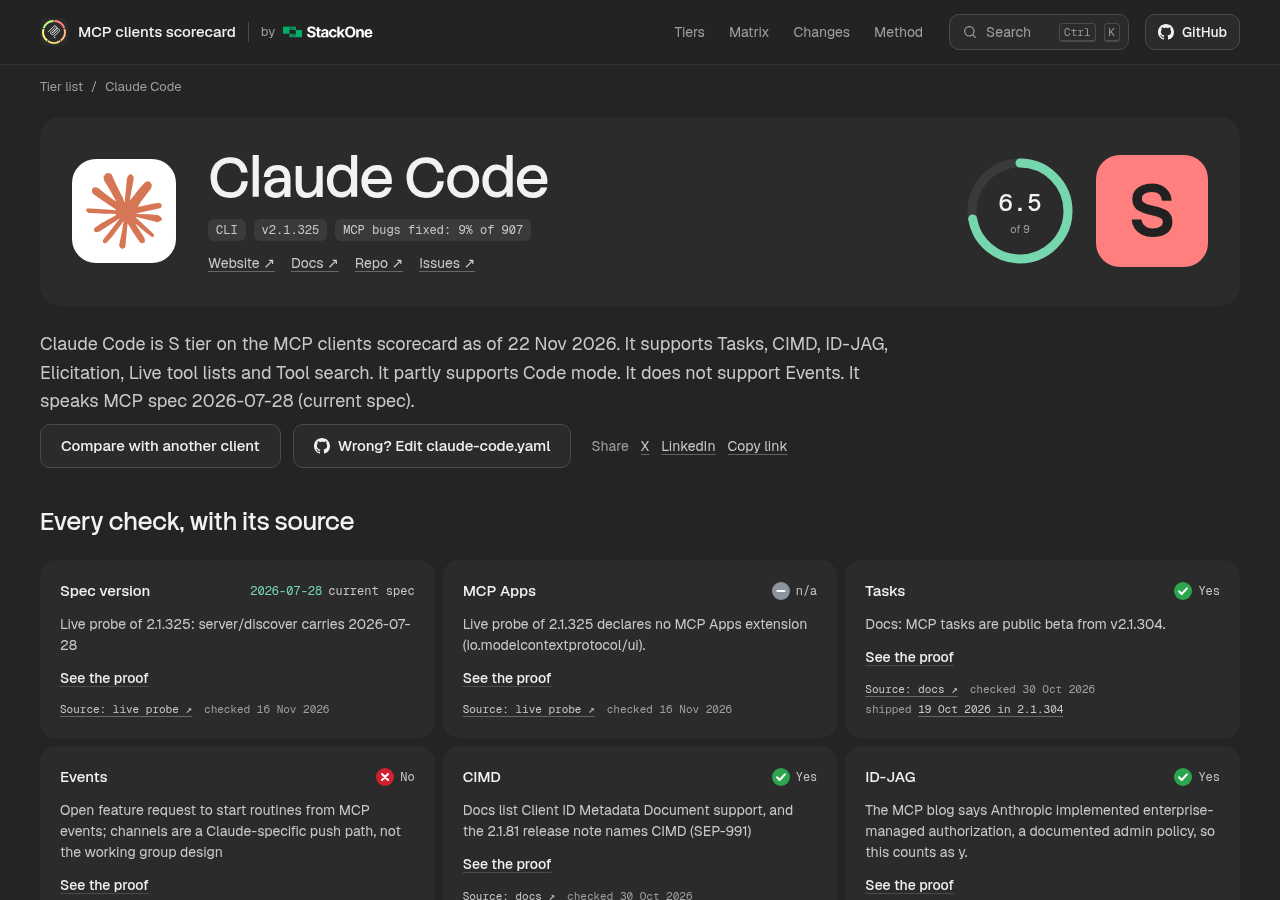 MCP clients scorecard by StackOne Tiers Matrix Changes Method Search Ctrl K GitHub
Tier list / Claude Code
Claude Code
CLI v2.1.325 MCP bugs fixed: 9% of 907
Website ↗ Docs ↗ Repo ↗ Issues ↗
6.5
of 9
S
Claude Code is S tier on the MCP clients scorecard as of 22 Nov 2026. It supports Tasks, CIMD, ID-JAG,
Elicitation, Live tool lists and Tool search. It partly supports Code mode. It does not support Events. It
speaks MCP spec 2026-07-28 (current spec).
Compare with another client Wrong? Edit claude-code.yaml Share X LinkedIn Copy link
Every check, with its source
Spec version 2026-07-28 current spec
Live probe of 2.1.325: server/discover carries 2026-07-
28
See the proof
Source: live probe ↗ checked 16 Nov 2026
MCP Apps n/a
Live probe of 2.1.325 declares no MCP Apps extension
(io.modelcontextprotocol/ui).
See the proof
Source: live probe ↗ checked 16 Nov 2026
Tasks Yes
Docs: MCP tasks are public beta from v2.1.304.
See the proof
Source: docs ↗ checked 30 Oct 2026
shipped 19 Oct 2026 in 2.1.304
Events No
Open feature request to start routines from MCP
events; channels are a Claude-specific push path, not
the working group design
See the proof
CIMD Yes
Docs list Client ID Metadata Document support, and
the 2.1.81 release note names CIMD (SEP-991)
See the proof
Source: docs ↗ checked 30 Oct 2026
ID-JAG Yes
The MCP blog says Anthropic implemented enterprise-
managed authorization, a documented admin policy, so
this counts as y.
See the proof